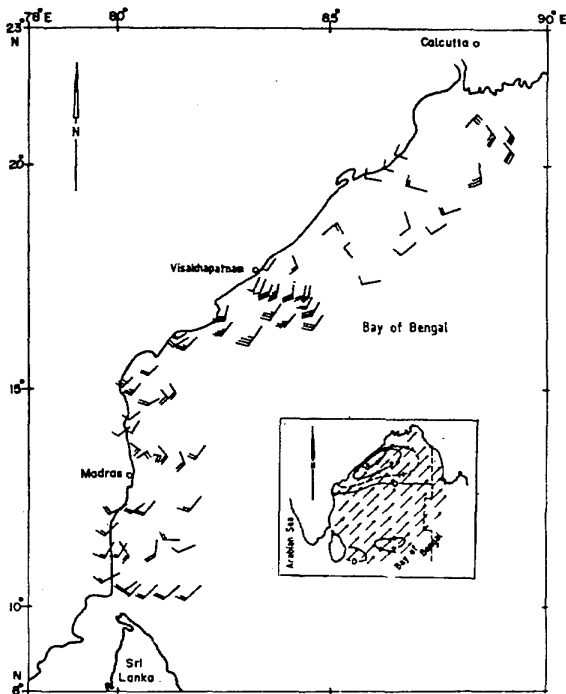 78°E 80° 85° 90°E
23°
N
Calcutta
N
20°
Visakhapatnam
Bay of Bengal
15°
Madras
Arabian Sea
Bay of Bengal
10°
N
8°
Sri
Lanka